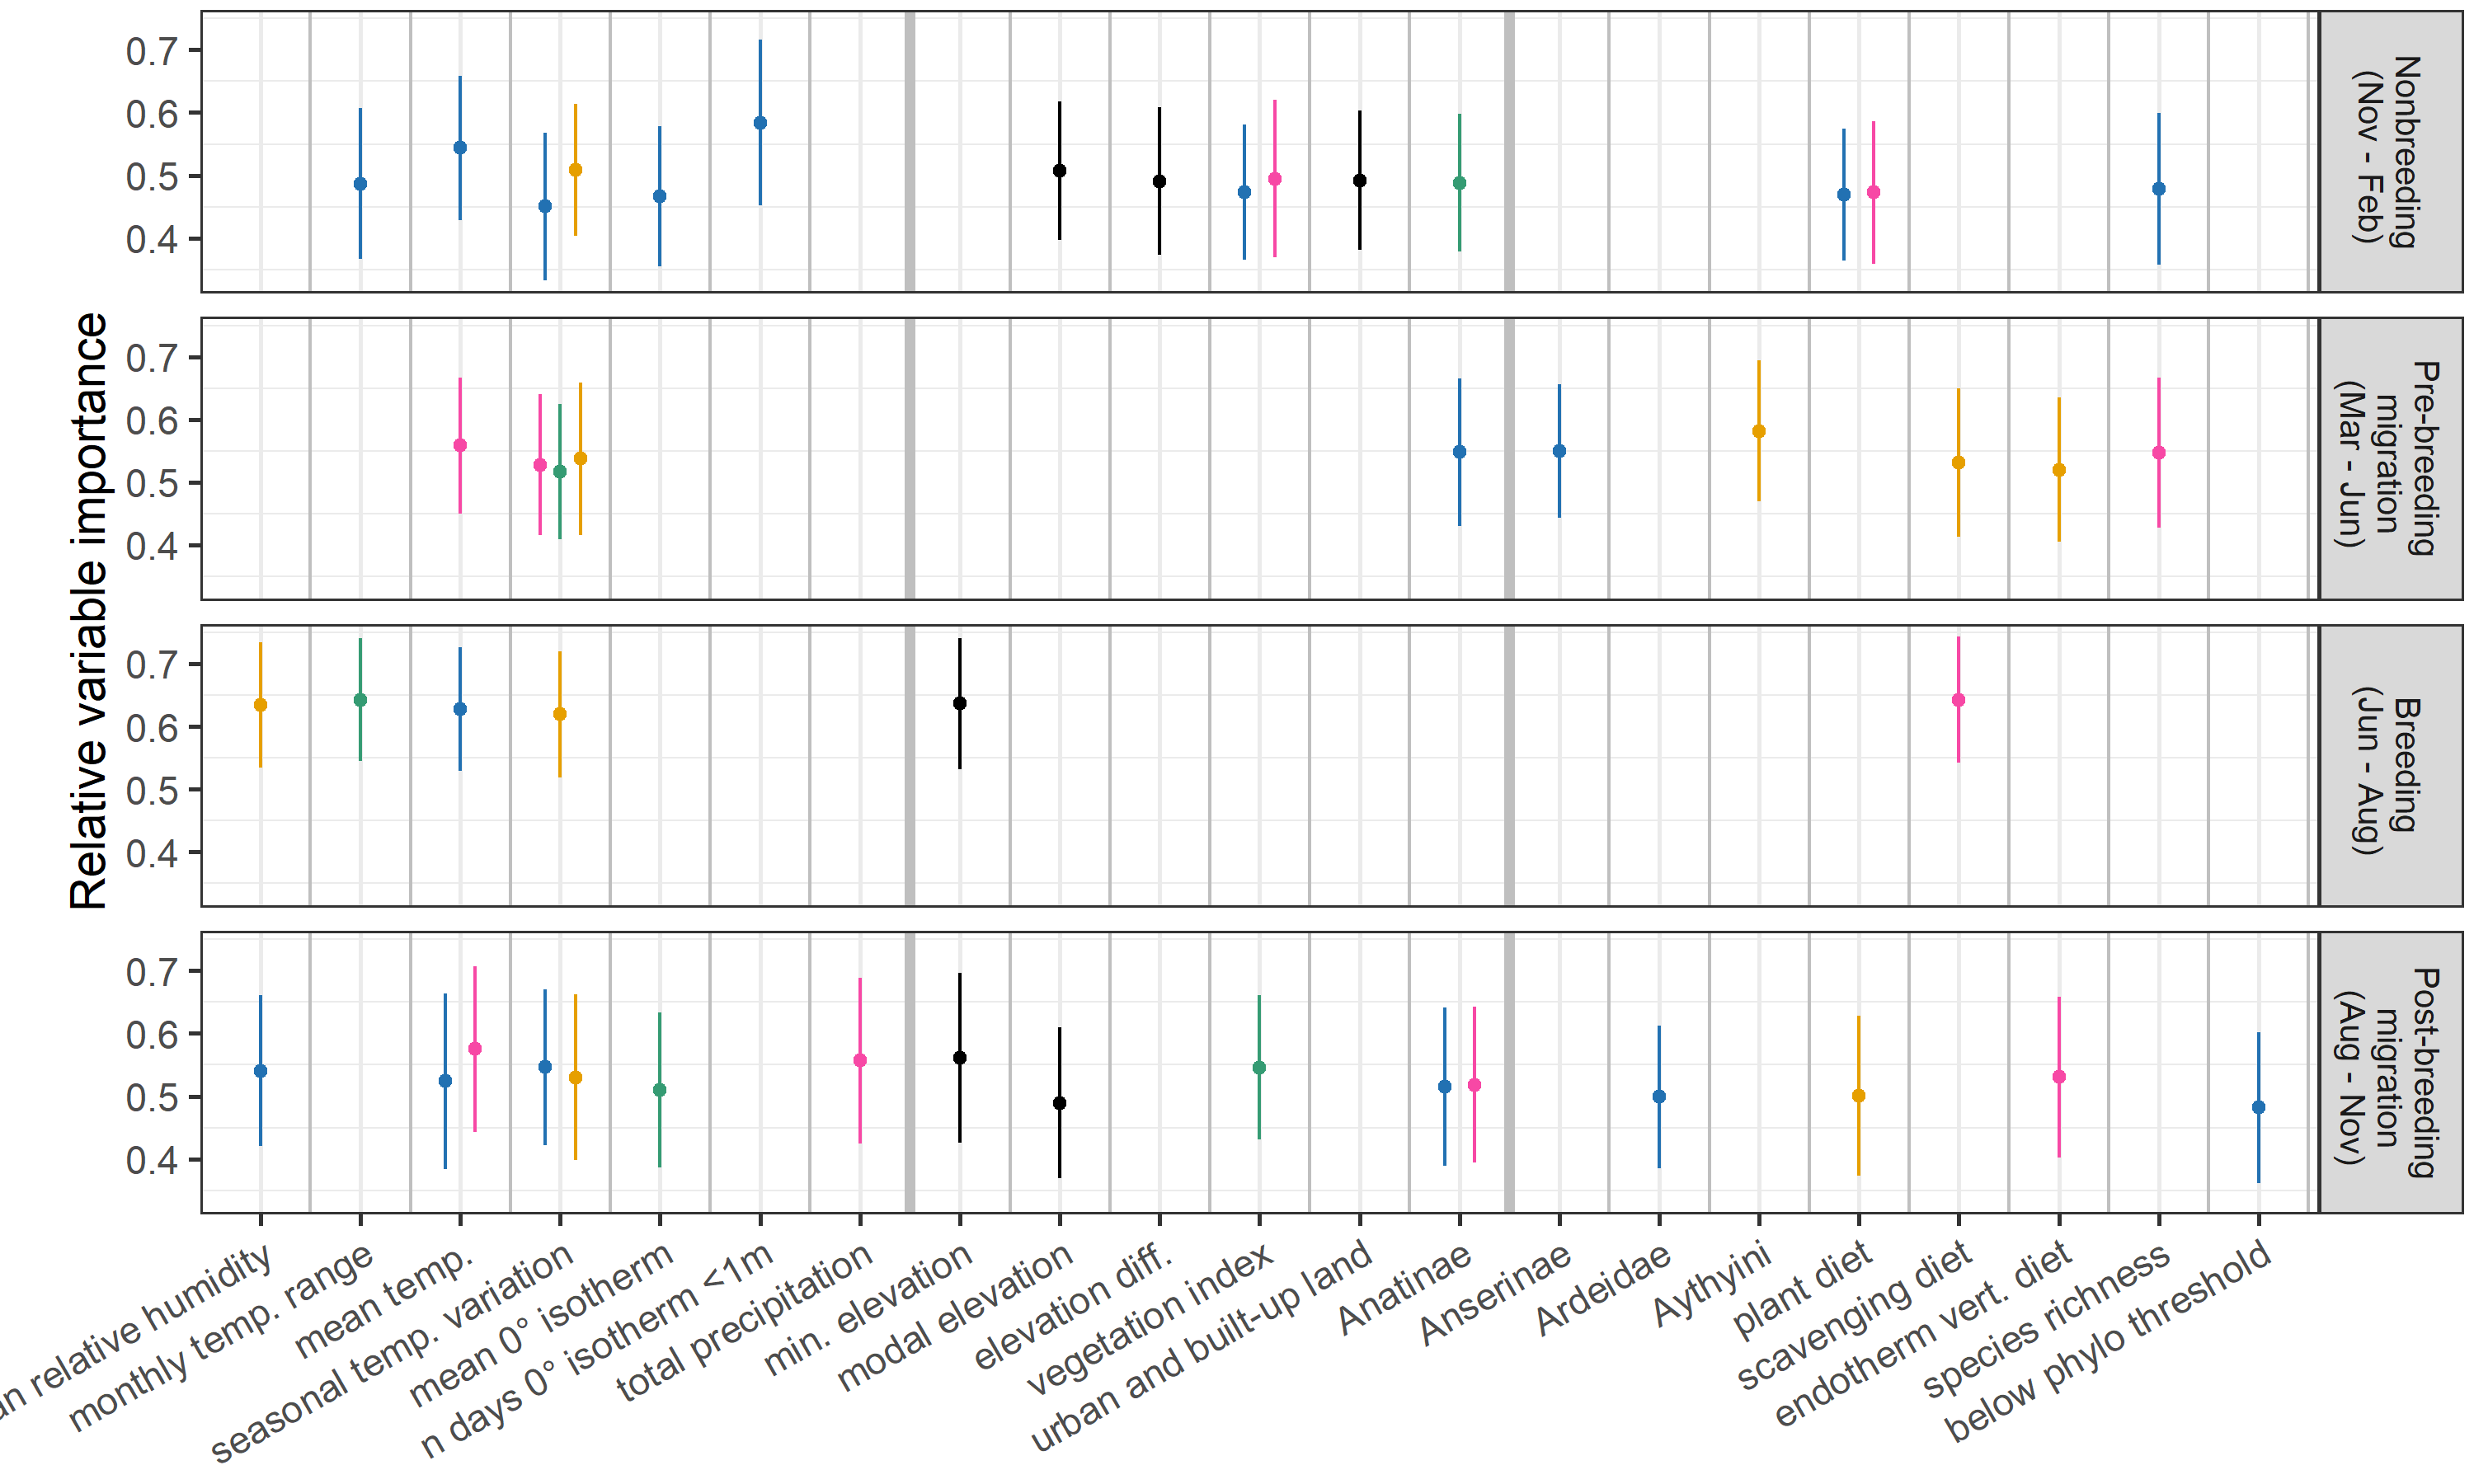 Relative variable importance
0.7
0.6
0.5
0.4
Nonbreeding
(Nov - Feb)
0.7
0.6
0.5
0.4
Pre-breeding
migration
(Mar - Jun)
0.7
0.6
0.5
0.4
Breeding
(Jun - Aug)
0.7
0.6
0.5
0.4
Post-breeding
migration
(Aug - Nov)
relative humidity
monthly temp. range
mean temp.
seasonal temp. variation
mean 0° isotherm
n days 0° isotherm <1m
total precipitation
min. elevation
modal elevation
elevation diff.
vegetation index
urban and built-up land
Anatinae
Anserinae
Ardeidae
Aythyini
plant diet
scavenging diet
endotherm vert. diet
species richness
below phylo threshold